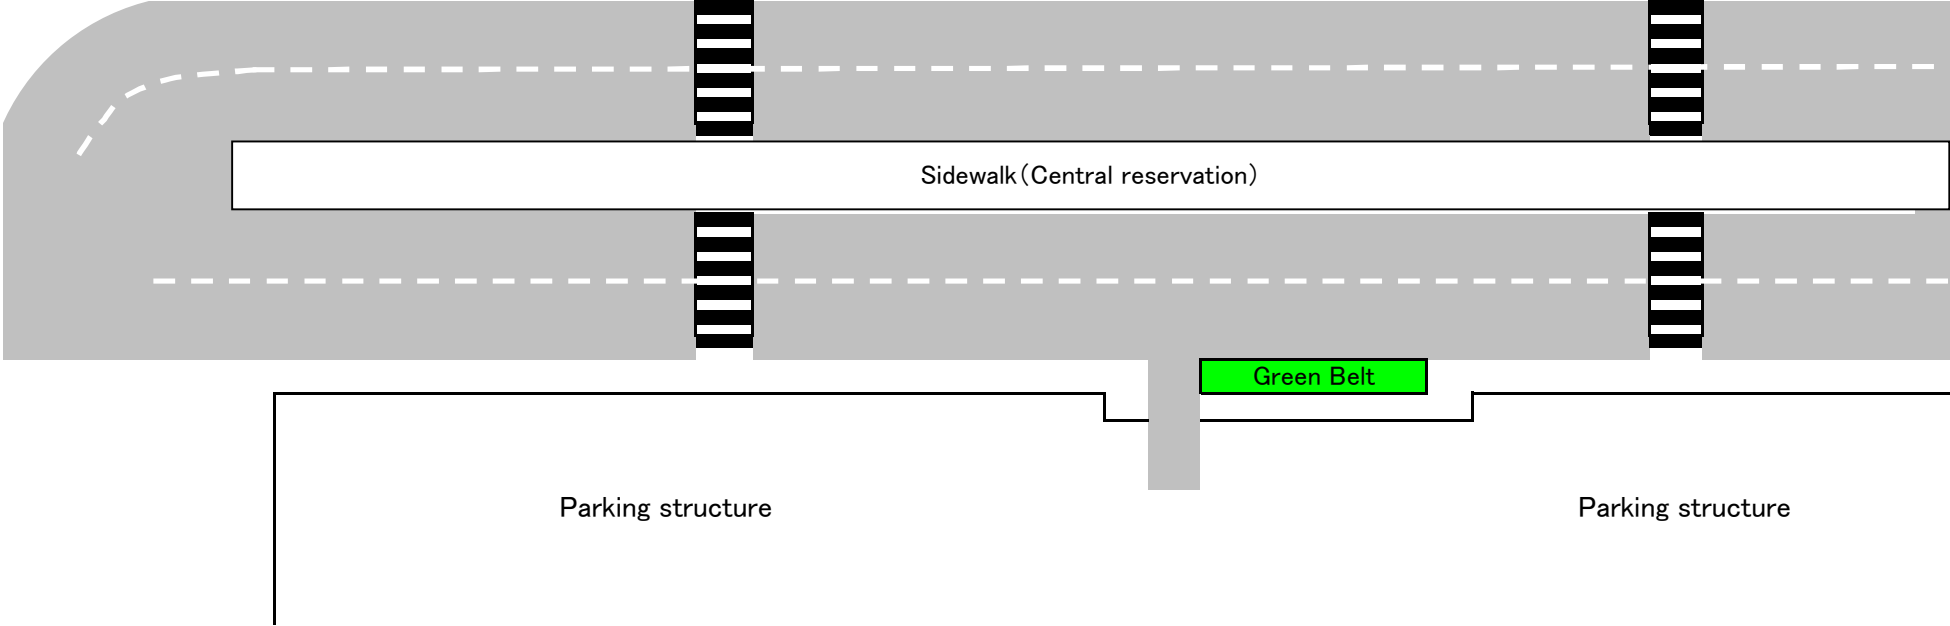 Sidewalk（Central reservation）
Green Belt
Parking structure
Parking structure